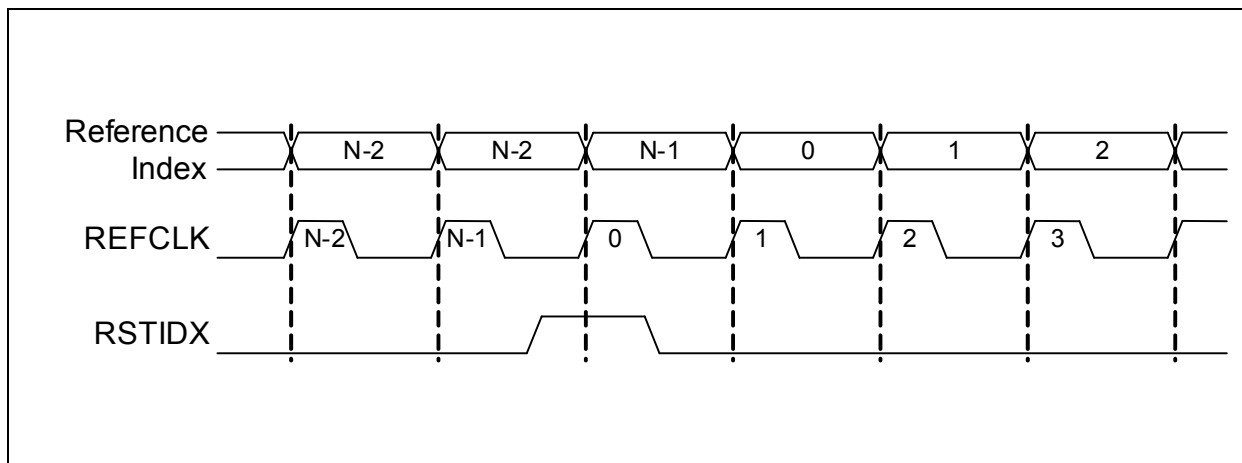 Reference Index N-2 N-2 N-1 0 1 2
REFCLK N-2 N-1 0 1 2 3
RSTIDX